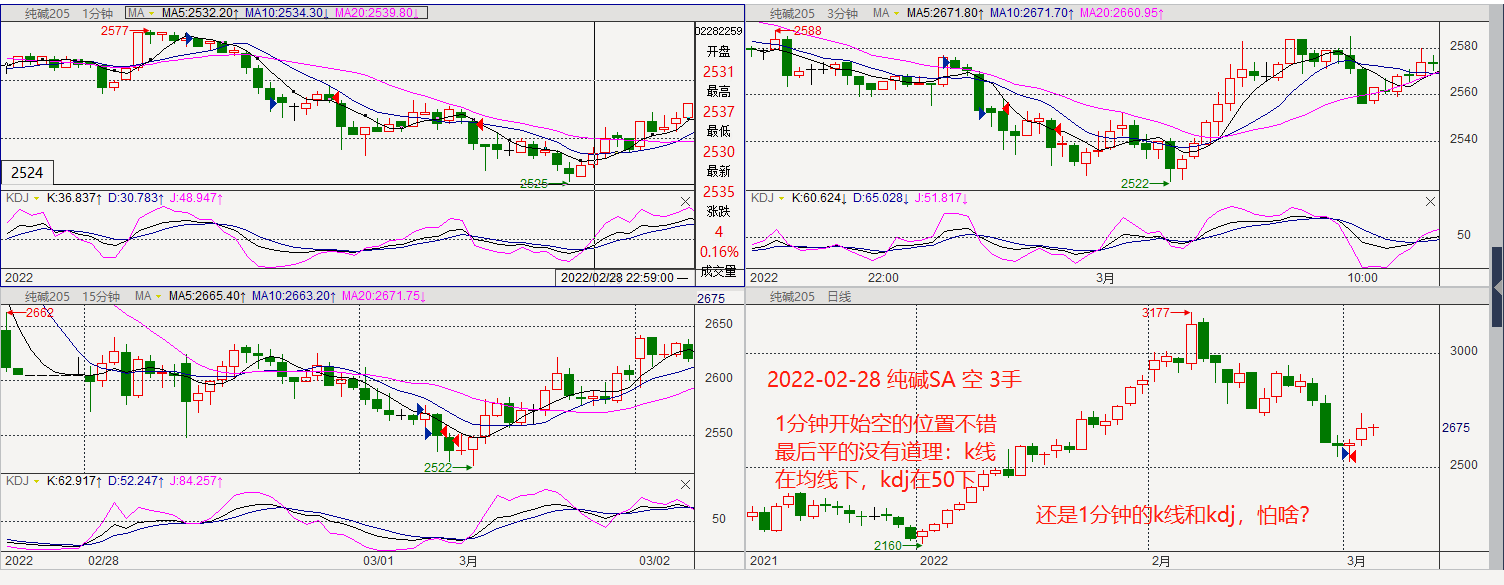 纯碱205 1分钟 MA MA5:2532.20↑ MA10:2534.30↓ MA20:2539.80↓
2577
2525
2524
02282259
开盘
2531
最高
2537
最低
2530
最新
2535
涨跌
4
0.16%
成交量
KDJ K:36.837↑ D:30.783↑ J:48.947↑
2022
2022/02/28 22:59:00 一
纯碱205 3分钟 MA MA5:2671.80↑ MA10:2671.70↑ MA20:2660.95↑
2588
2580
2560
2540
2522
KDJ K:60.624↓ D:65.028↓ J:51.817↓
50
2022 22:00 3月 10:00
纯碱205 15分钟 MA MA5:2665.40↑ MA10:2663.20↑ MA20:2671.75↓
2675
2662
2650
2600
2550
2522
KDJ K:62.917↑ D:52.247↑ J:84.257↑
50
2022 02/28 03/01 3月 03/02
纯碱205 日线
3177
3000
2022-02-28 纯碱SA 空 3手
1分钟开始空的位置不错
最后平的没有道理：k线
在均线下，kdj在50下
还是1分钟的k线和kdj，怕啥？
2675
2500
2160
2021 2022 2月 3月